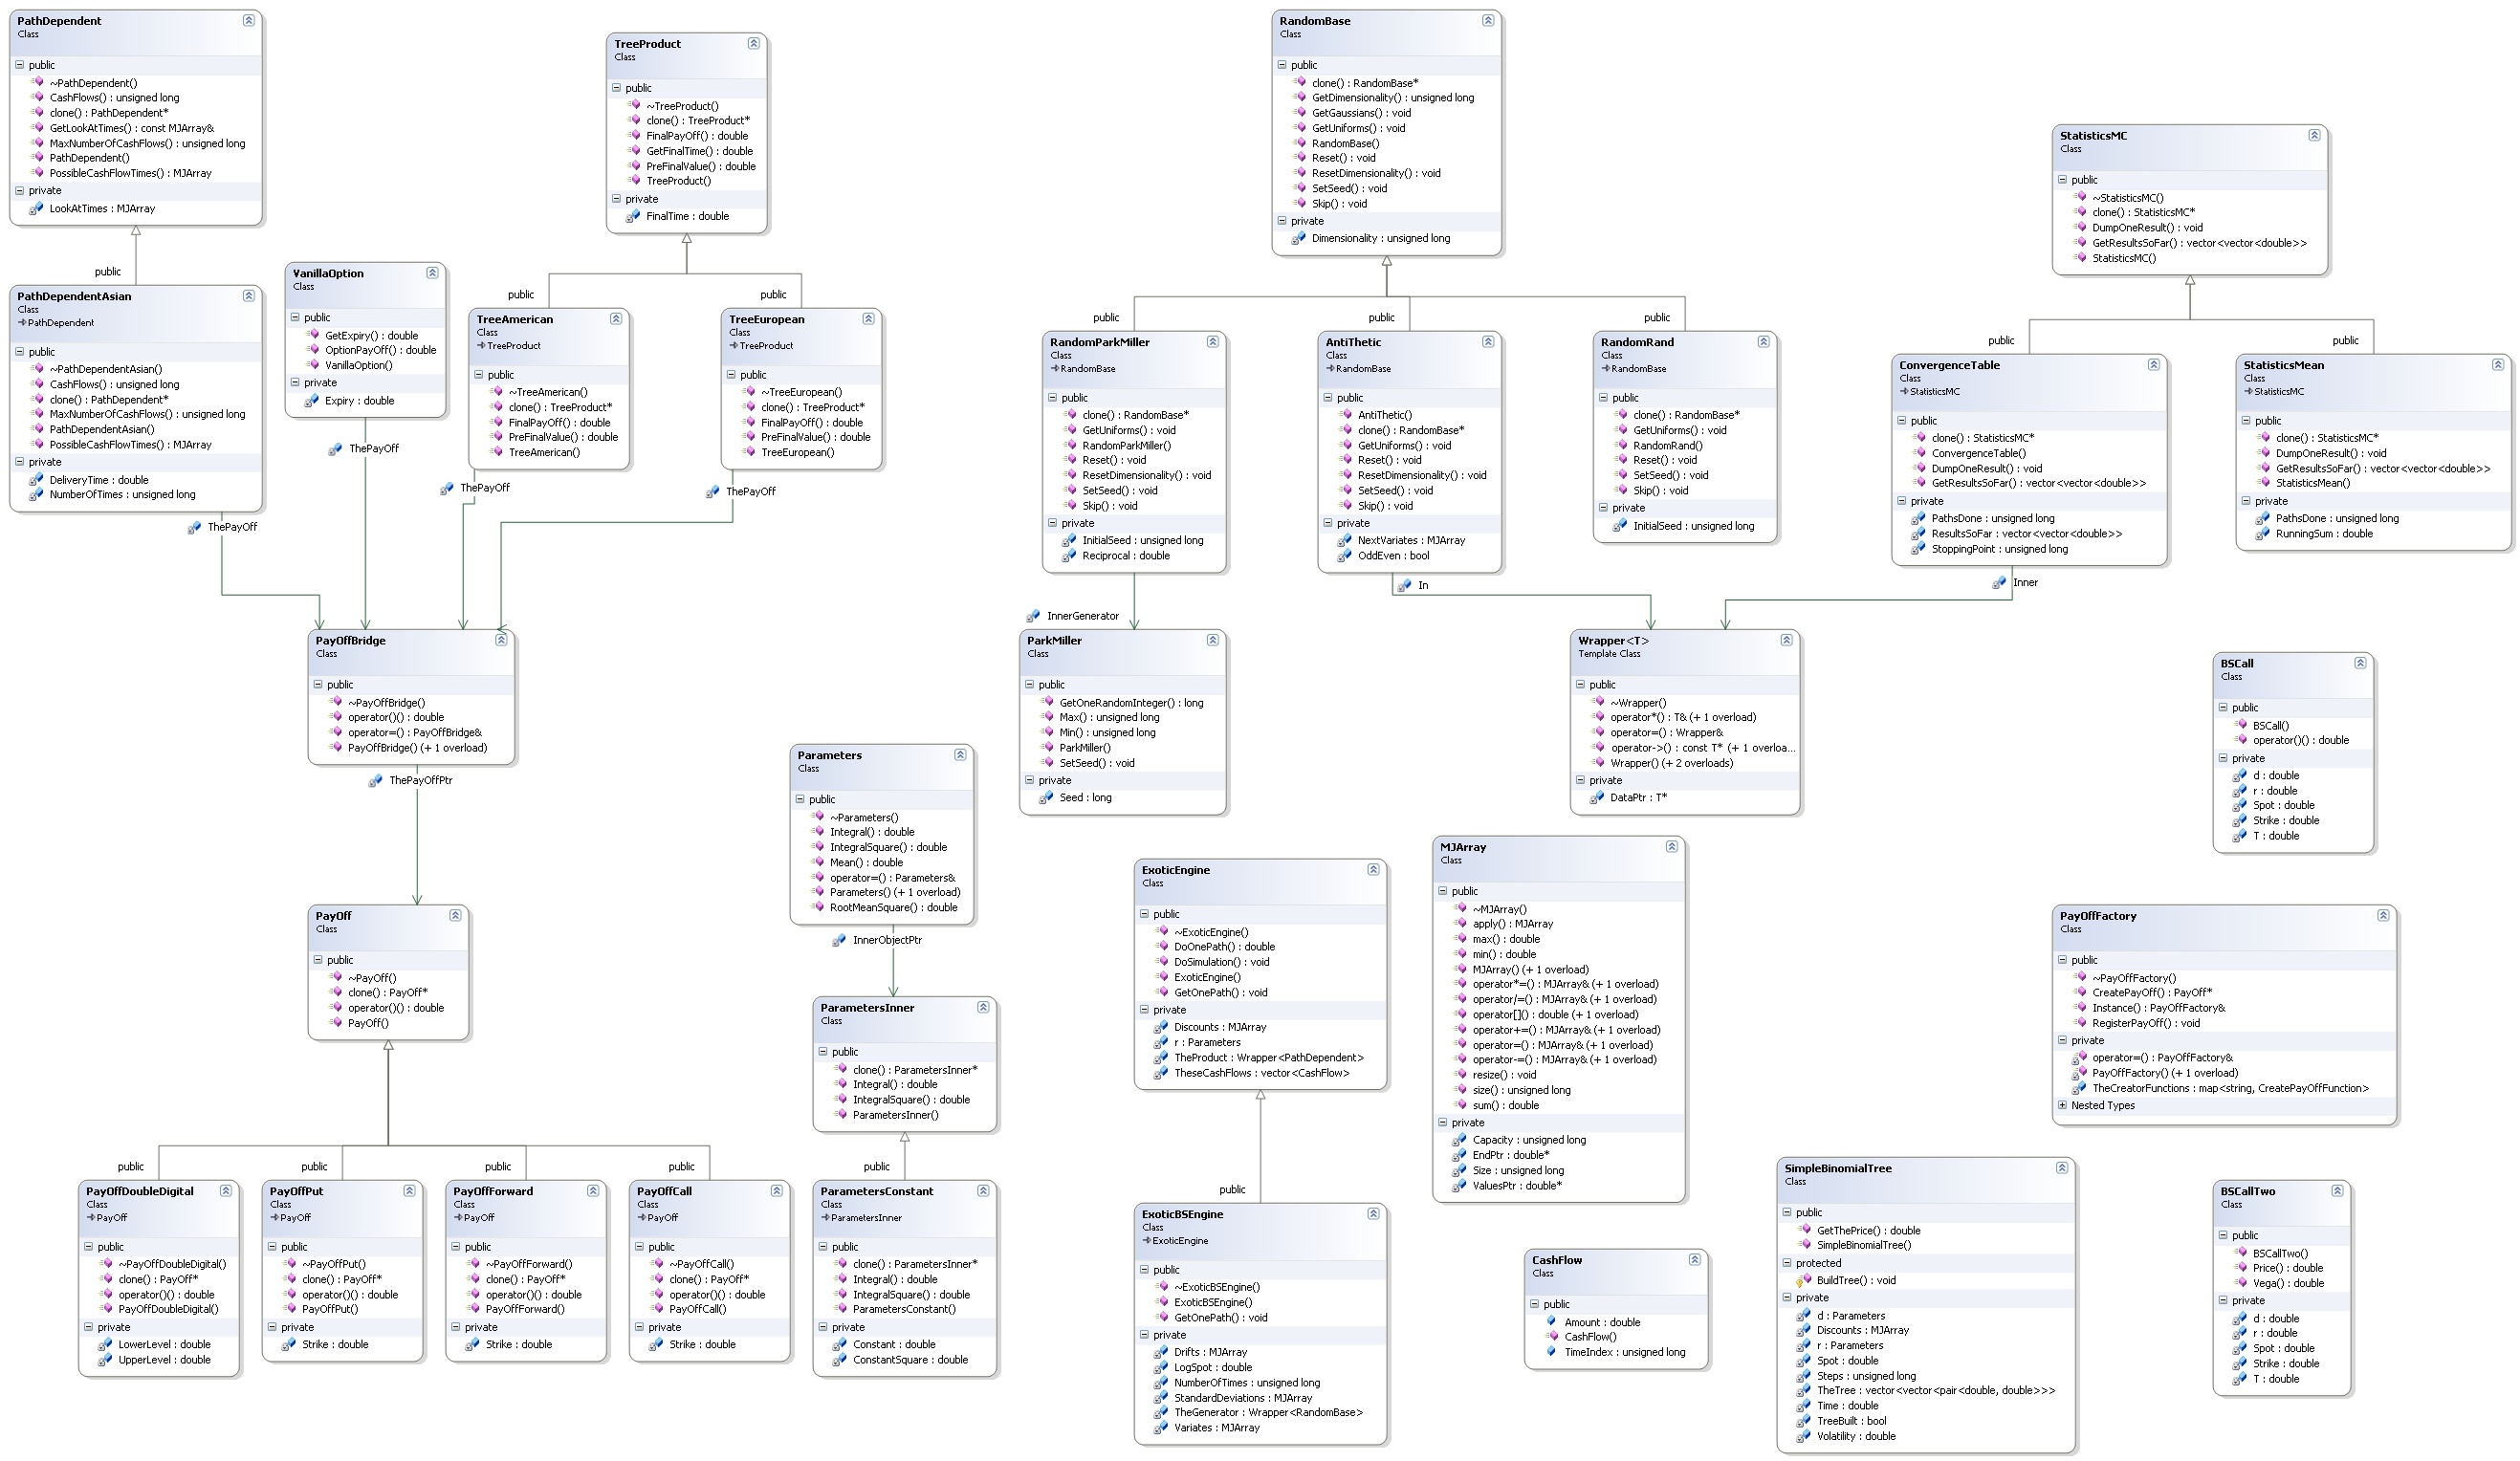 PathDependent
Class
public
~PathDependent()
CashFlows() : unsigned long
clone() : PathDependent*
GetLookAtTimes() : const MJArray&
MaxNumberOfCashFlows() : unsigned long
PathDependent()
PossibleCashFlowTimes() : MJArray
private
LookAtTimes : MJArray
public
PathDependentAsian
Class
PathDependent
public
~PathDependentAsian()
CashFlows() : unsigned long
clone() : PathDependent*
MaxNumberOfCashFlows() : unsigned long
PathDependentAsian()
PossibleCashFlowTimes() : MJArray
private
DeliveryTime : double
NumberOfTimes : unsigned long
ThePayOff
VanillaOption
Class
public
GetExpiry() : double
OptionPayOff() : double
VanillaOption()
private
Expiry : double
ThePayOff
TreeProduct
Class
public
~TreeProduct()
clone() : TreeProduct*
FinalPayOff() : double
GetFinalTime() : double
PreFinalValue() : double
TreeProduct()
private
FinalTime : double
public
TreeAmerican
Class
TreeProduct
public
~TreeAmerican()
clone() : TreeProduct*
FinalPayOff() : double
PreFinalValue() : double
TreeAmerican()
ThePayOff
public
TreeEuropean
Class
TreeProduct
public
~TreeEuropean()
clone() : TreeProduct*
FinalPayOff() : double
PreFinalValue() : double
TreeEuropean()
ThePayOff
PayOffBridge
Class
public
~PayOffBridge()
operator()() : double
operator=() : PayOffBridge&
PayOffBridge() (+ 1 overload)
ThePayOffPtr
PayOff
Class
public
~PayOff()
clone() : PayOff*
operator()() : double
PayOff()
public
PayOffDoubleDigital
Class
PayOff
public
~PayOffDoubleDigital()
clone() : PayOff*
operator()() : double
PayOffDoubleDigital()
private
LowerLevel : double
UpperLevel : double
public
PayOffPut
Class
PayOff
public
~PayOffPut()
clone() : PayOff*
operator()() : double
PayOffPut()
private
Strike : double
public
PayOffForward
Class
PayOff
public
~PayOffForward()
clone() : PayOff*
operator()() : double
PayOffForward()
private
Strike : double
public
PayOffCall
Class
PayOff
public
~PayOffCall()
clone() : PayOff*
operator()() : double
PayOffCall()
private
Strike : double
Parameters
Class
public
~Parameters()
Integral() : double
IntegralSquare() : double
Mean() : double
operator=() : Parameters&
Parameters() (+ 1 overload)
RootMeanSquare() : double
InnerObjectPtr
ParametersInner
Class
public
clone() : ParametersInner*
Integral() : double
IntegralSquare() : double
ParametersInner()
public
ParametersConstant
Class
ParametersInner
public
clone() : ParametersInner*
Integral() : double
IntegralSquare() : double
ParametersConstant()
private
Constant : double
ConstantSquare : double
RandomBase
Class
public
clone() : RandomBase*
GetDimensionality() : unsigned long
GetGaussians() : void
GetUniforms() : void
RandomBase()
Reset() : void
ResetDimensionality() : void
SetSeed() : void
Skip() : void
private
Dimensionality : unsigned long
public
RandomParkMiller
Class
RandomBase
public
clone() : RandomBase*
GetUniforms() : void
RandomParkMiller()
Reset() : void
ResetDimensionality() : void
SetSeed() : void
Skip() : void
private
InitialSeed : unsigned long
Reciprocal : double
InnerGenerator
ParkMiller
Class
public
GetOneRandomInteger() : long
Max() : unsigned long
Min() : unsigned long
ParkMiller()
SetSeed() : void
private
Seed : long
public
AntiThetic
Class
RandomBase
public
AntiThetic()
clone() : RandomBase*
GetUniforms() : void
Reset() : void
ResetDimensionality() : void
SetSeed() : void
Skip() : void
private
NextVariates : MJArray
OddEven : bool
In
public
RandomRand
Class
RandomBase
public
clone() : RandomBase*
GetUniforms() : void
RandomRand()
Reset() : void
SetSeed() : void
Skip() : void
private
InitialSeed : unsigned long
StatisticsMC
Class
public
~StatisticsMC()
clone() : StatisticsMC*
DumpOneResult() : void
GetResultsSoFar() : vector<vector<double>>
StatisticsMC()
public
ConvergenceTable
Class
StatisticsMC
public
clone() : StatisticsMC*
ConvergenceTable()
DumpOneResult() : void
GetResultsSoFar() : vector<vector<double>>
private
PathsDone : unsigned long
ResultsSoFar : vector<vector<double>>
StoppingPoint : unsigned long
Inner
public
StatisticsMean
Class
StatisticsMC
public
clone() : StatisticsMC*
DumpOneResult() : void
GetResultsSoFar() : vector<vector<double>>
StatisticsMean()
private
PathsDone : unsigned long
RunningSum : double
Wrapper<T>
Template Class
public
~Wrapper()
operator*() : T& (+ 1 overload)
operator=() : Wrapper&
operator->() : const T* (+ 1 overloa...
Wrapper() (+ 2 overloads)
private
DataPtr : T*
ExoticEngine
Class
public
~ExoticEngine()
DoOnePath() : double
DoSimulation() : void
ExoticEngine()
GetOnePath() : void
private
Discounts : MJArray
r : Parameters
TheProduct : Wrapper<PathDependent>
TheseCashFlows : vector<CashFlow>
public
ExoticBSEngine
Class
ExoticEngine
public
~ExoticBSEngine()
ExoticBSEngine()
GetOnePath() : void
private
Drifts : MJArray
LogSpot : double
NumberOfTimes : unsigned long
StandardDeviations : MJArray
TheGenerator : Wrapper<RandomBase>
Variates : MJArray
MJArray
Class
public
~MJArray()
apply() : MJArray
max() : double
min() : double
MJArray() (+ 1 overload)
operator*=() : MJArray& (+ 1 overload)
operator/=() : MJArray& (+ 1 overload)
operator[]() : double (+ 1 overload)
operator+=() : MJArray& (+ 1 overload)
operator=() : MJArray& (+ 1 overload)
operator-=() : MJArray& (+ 1 overload)
resize() : void
size() : unsigned long
sum() : double
private
Capacity : unsigned long
EndPtr : double*
Size : unsigned long
ValuesPtr : double*
CashFlow
Class
public
Amount : double
CashFlow()
TimeIndex : unsigned long
BSCall
Class
public
BSCall()
operator()() : double
private
d : double
r : double
Spot : double
Strike : double
T : double
PayOffFactory
Class
public
~PayOffFactory()
CreatePayOff() : PayOff*
Instance() : PayOffFactory&
RegisterPayOff() : void
private
operator=() : PayOffFactory&
PayOffFactory() (+ 1 overload)
TheCreatorFunctions : map<string, CreatePayOffFunction>
Nested Types
SimpleBinomialTree
Class
public
GetThePrice() : double
SimpleBinomialTree()
protected
BuildTree() : void
private
d : Parameters
Discounts : MJArray
r : Parameters
Spot : double
Steps : unsigned long
TheTree : vector<vector<pair<double, double>>>
Time : double
TreeBuilt : bool
Volatility : double
BSCallTwo
Class
public
BSCallTwo()
Price() : double
Vega() : double
private
d : double
r : double
Spot : double
Strike : double
T : double